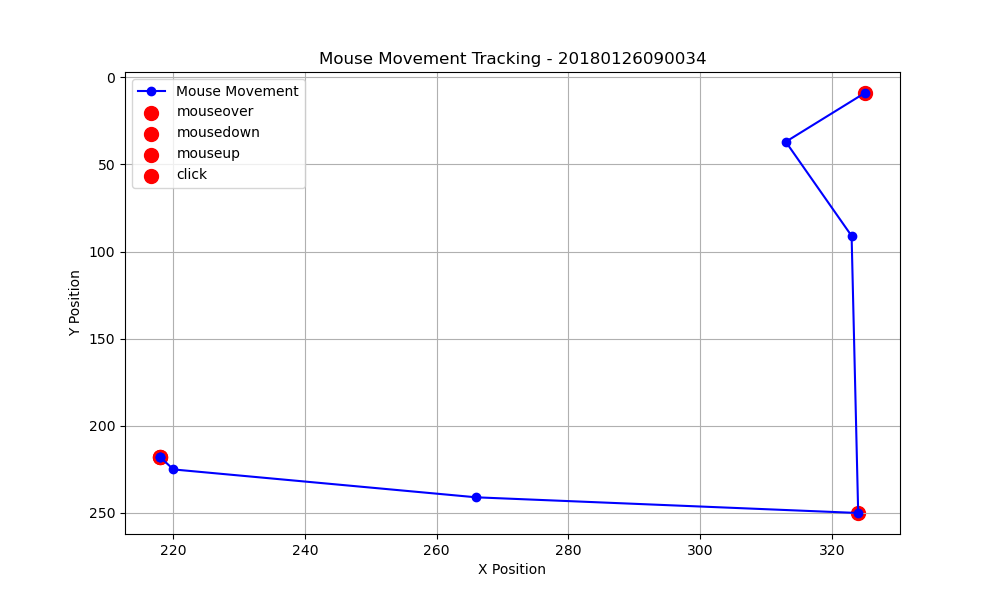 Mouse Movement Tracking - 20180126090034
Mouse Movement
mouseover
mousedown
mouseup
click
0
50
100
150
200
250
Y Position
220
240
260
280
300
320
X Position